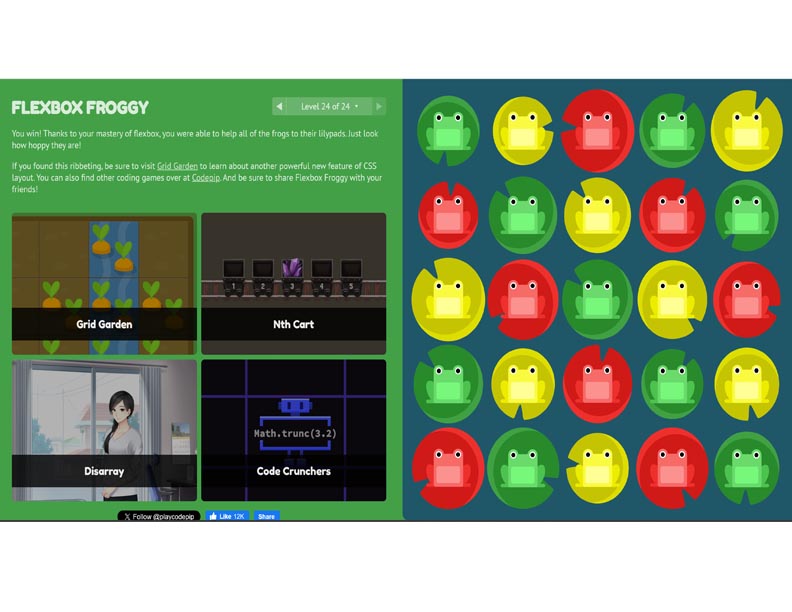 FLEXBOX FROGGY
Level 24 of 24
You win! Thanks to your mastery of flexbox, you were able to help all of the frogs to their lilypads. Just look
how hoppy they are!
If you found this ribbeting, be sure to visit Grid Garden to learn about another powerful new feature of CSS
layout. You can also find other coding games over at Codepip. And be sure to share Flexbox Froggy with your
friends!
Grid Garden
1 2 3 4 5
Nth Cart
Disarray
Math.trunc(3.2)
Code Crunchers
X Follow @playcodepip
Like 12K
Share